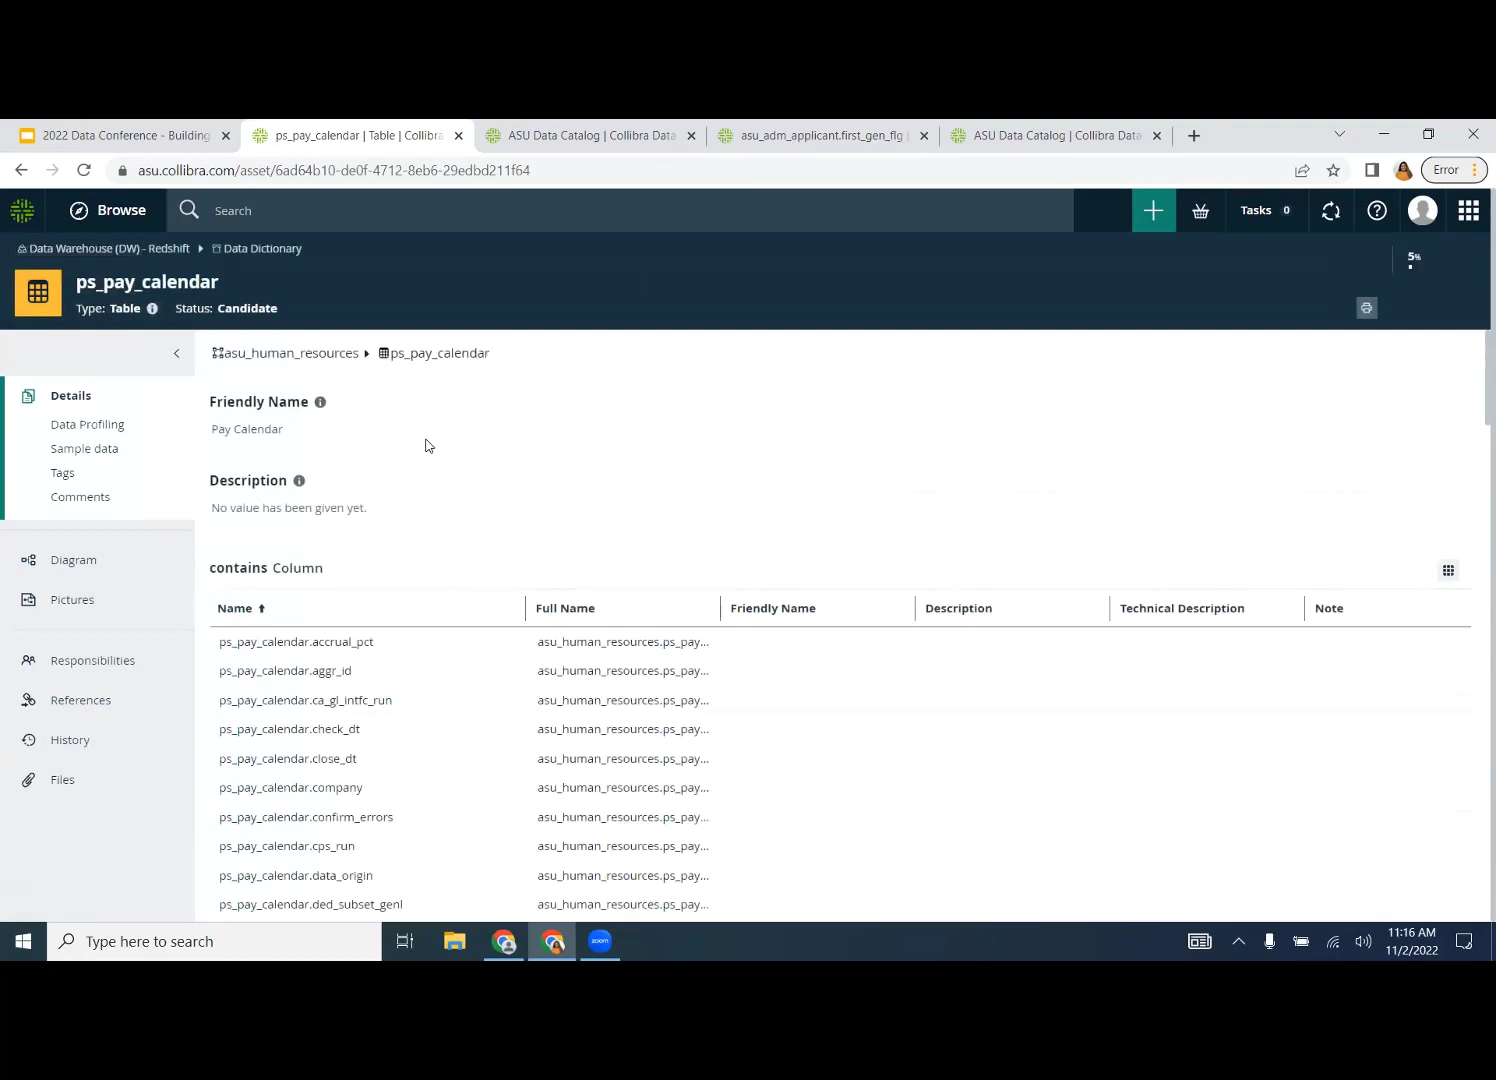 2022 Data Conference - Building
ps_pay_calendar | Table | Collibra
ASU Data Catalog | Collibra Data
asu_adm_applicant.first_gen_flg |
ASU Data Catalog | Collibra Data
asu.collibra.com/asset/6ad64b10-de0f-4712-8eb6-29edbd211f64
Error
Browse
Search
Tasks 0
Data Warehouse (DW) - Redshift
Data Dictionary
5%
ps_pay_calendar
Type: Table
Status: Candidate
asu_human_resources
ps_pay_calendar
Details
Data Profiling
Sample data
Tags
Comments
Diagram
Pictures
Responsibilities
References
History
Files
Friendly Name
Pay Calendar
Description
No value has been given yet.
contains Column
Name Full Name Friendly Name Description Technical Description Note
ps_pay_calendar.accrual_pct asu_human_resources.ps_pay...
ps_pay_calendar.aggr_id asu_human_resources.ps_pay...
ps_pay_calendar.ca_gl_intfc_run asu_human_resources.ps_pay...
ps_pay_calendar.check_dt asu_human_resources.ps_pay...
ps_pay_calendar.close_dt asu_human_resources.ps_pay...
ps_pay_calendar.company asu_human_resources.ps_pay...
ps_pay_calendar.confirm_errors asu_human_resources.ps_pay...
ps_pay_calendar.cps_run asu_human_resources.ps_pay...
ps_pay_calendar.data_origin asu_human_resources.ps_pay...
ps_pay_calendar.ded_subset_genl asu_human_resources.ps_pay...
Type here to search
zoom
11:16 AM
11/2/2022